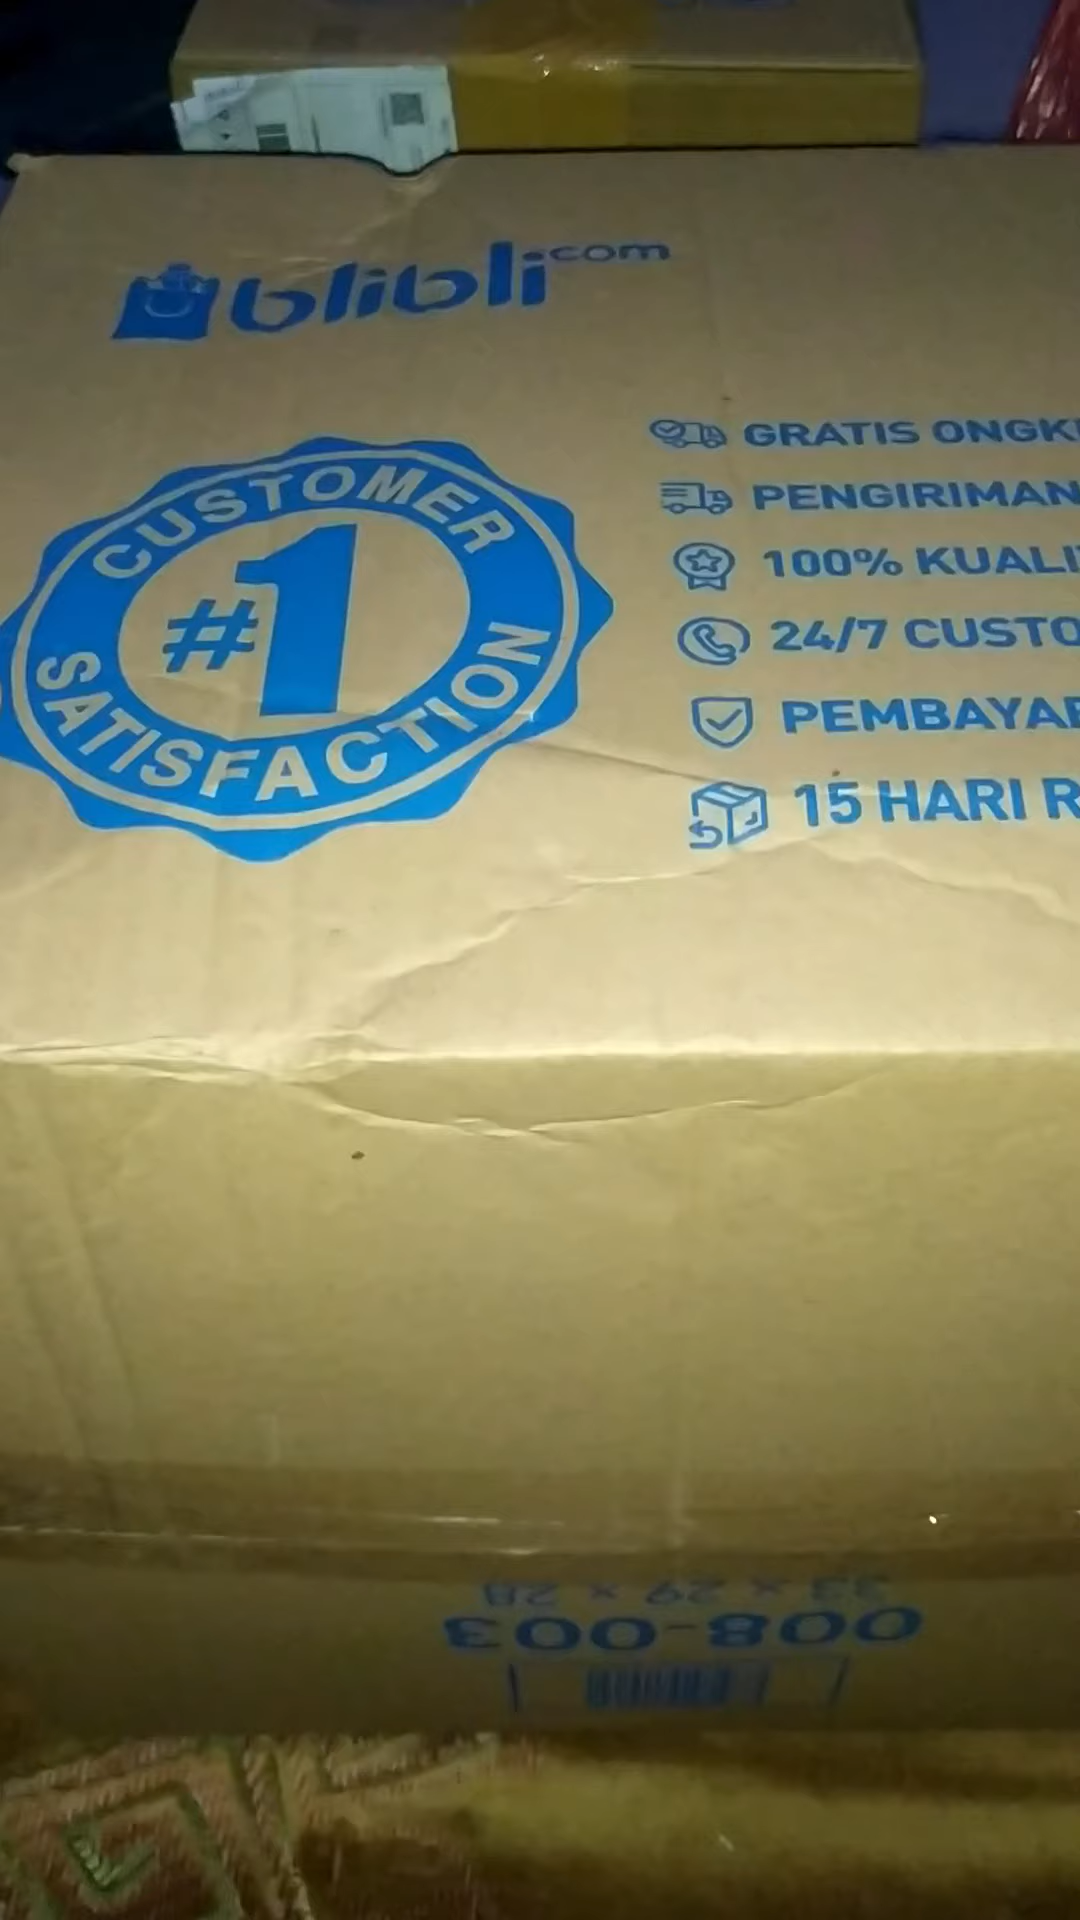 blibli com
CUSTOMER
#1
SATISFACTION
GRATIS ONGK
PENGIRIMAN
100% KUALI
24/7 CUSTO
PEMBAYAR
15 HARI R
33 x 29 x 28
008-003